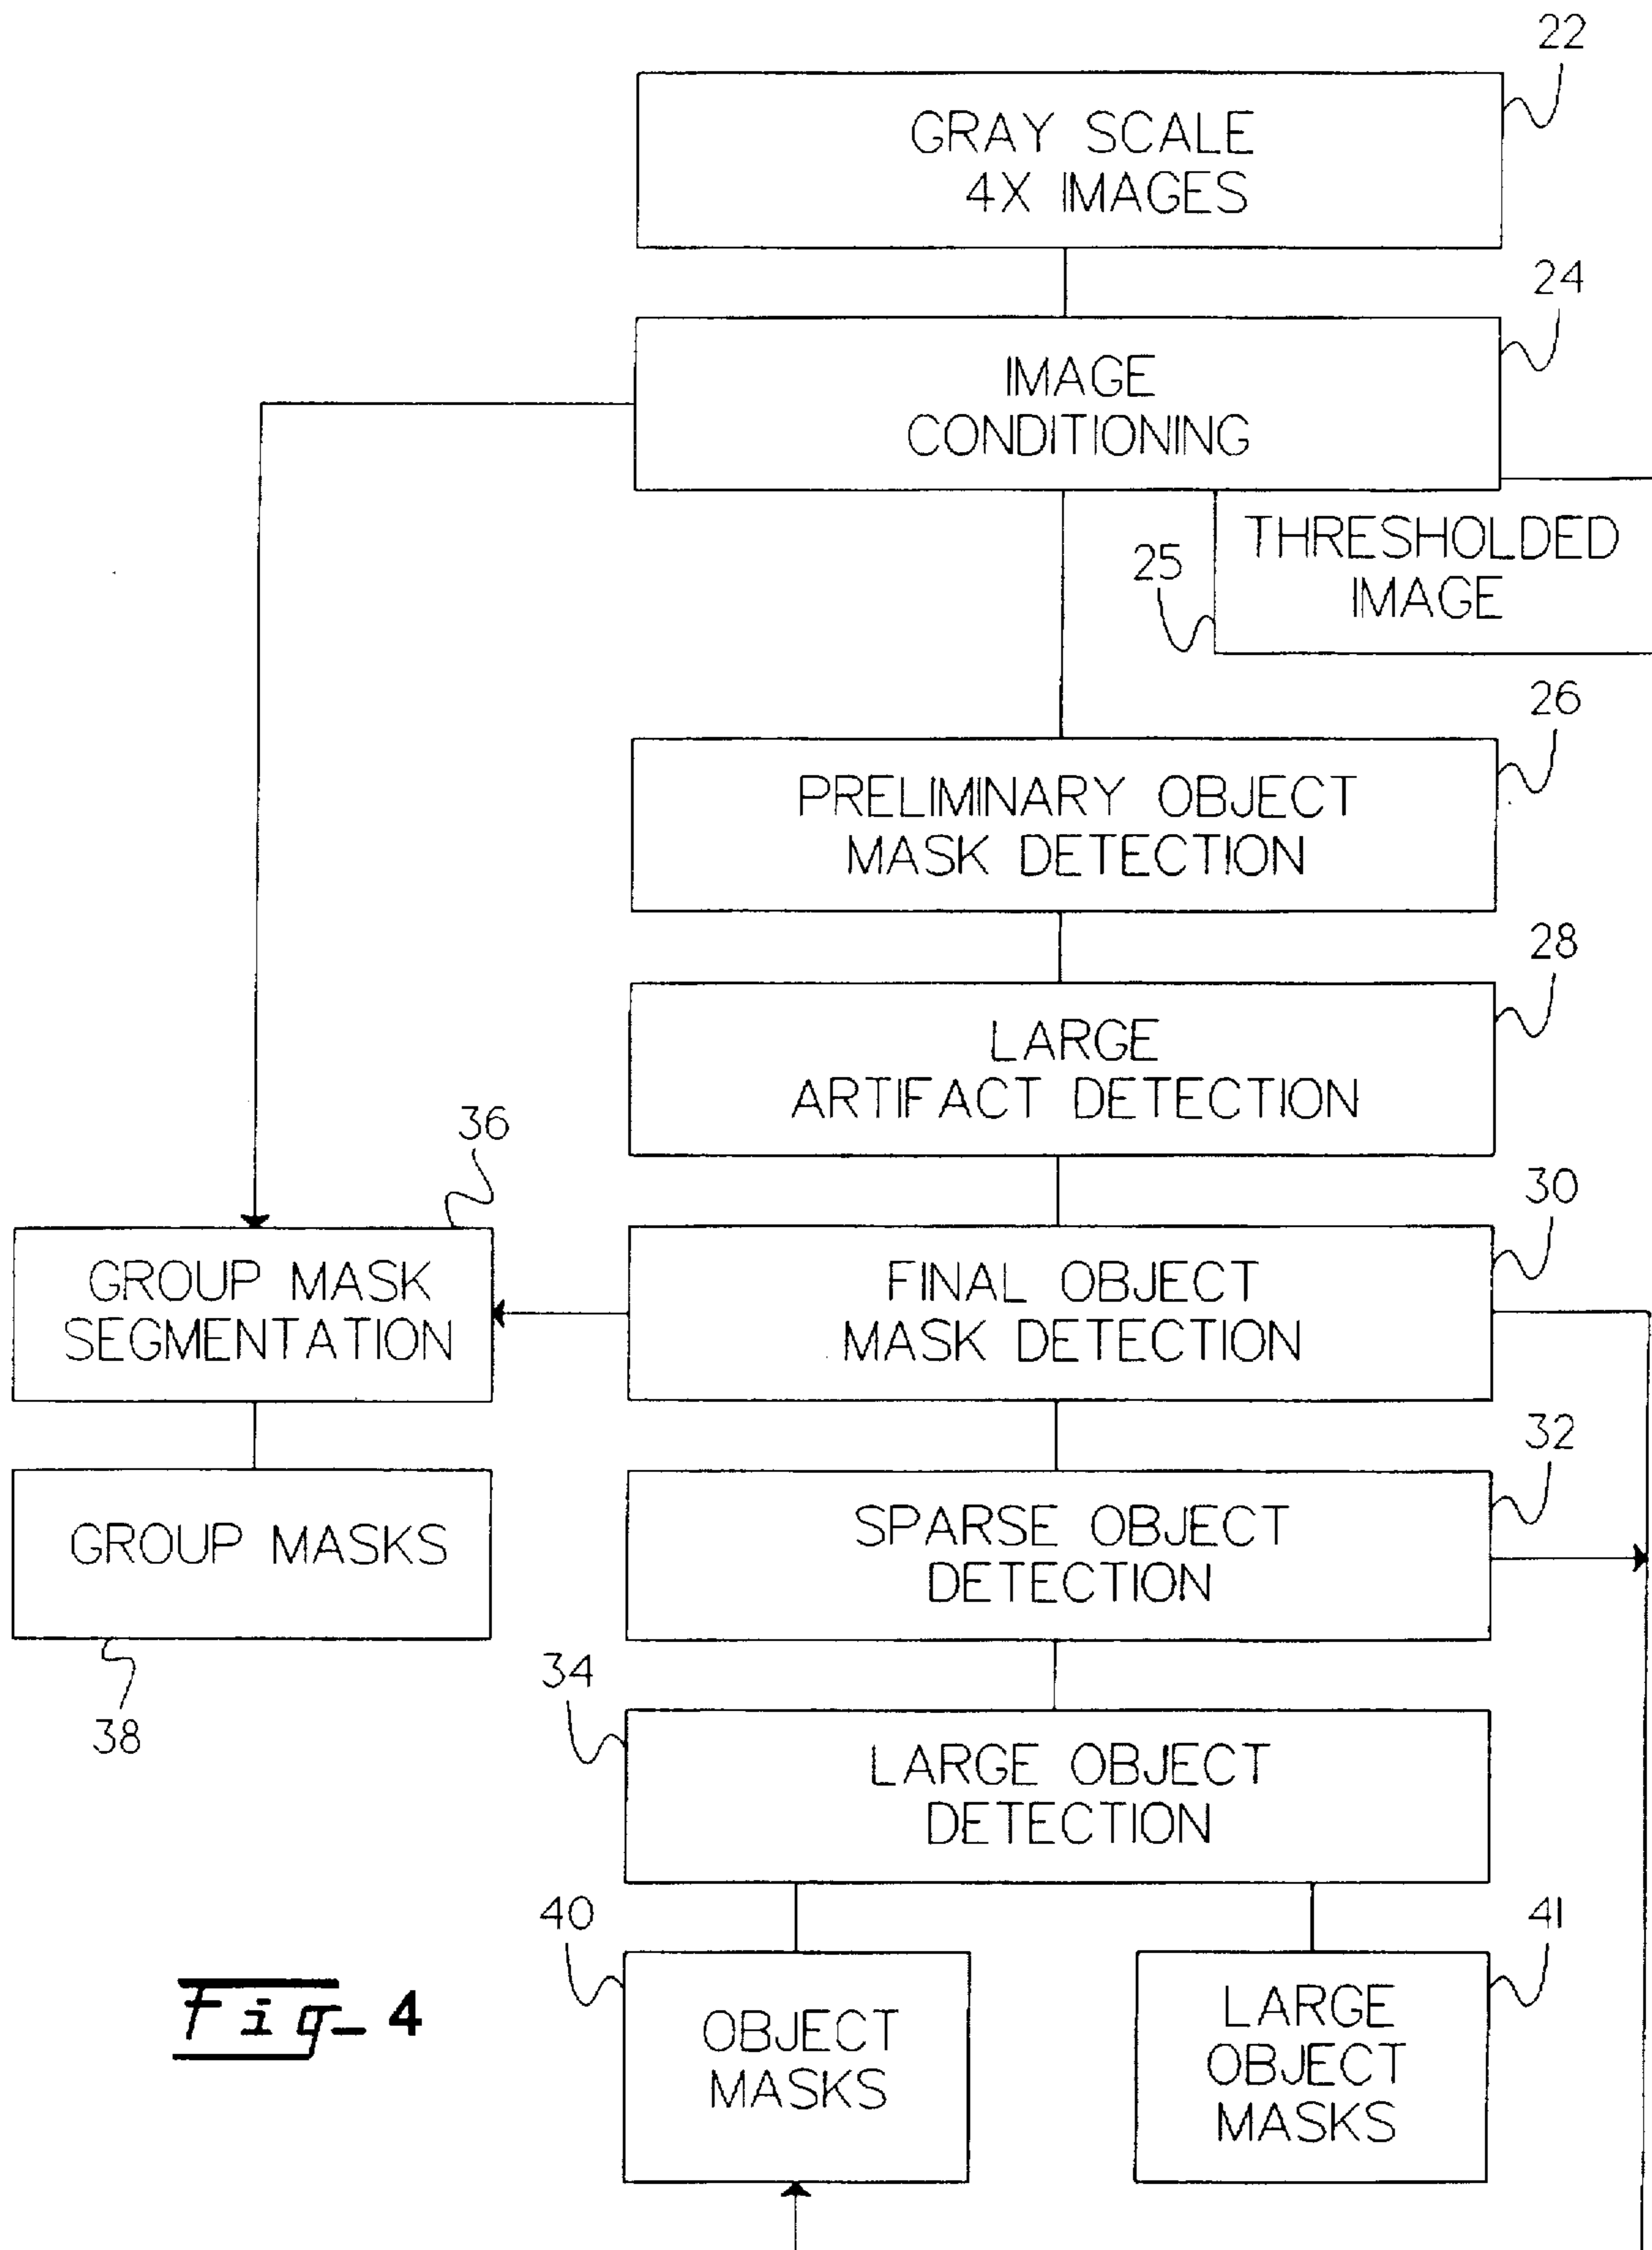 22
GRAY SCALE
4X IMAGES
24
IMAGE
CONDITIONING
25
THRESHOLDED
IMAGE
26
PRELIMINARY OBJECT
MASK DETECTION
28
LARGE
ARTIFACT DETECTION
36
GROUP MASK
SEGMENTATION
30
FINAL OBJECT
MASK DETECTION
32
GROUP MASKS
38
SPARSE OBJECT
DETECTION
34
LARGE OBJECT
DETECTION
40
OBJECT
MASKS
41
LARGE
OBJECT
MASKS
Fig_ 4